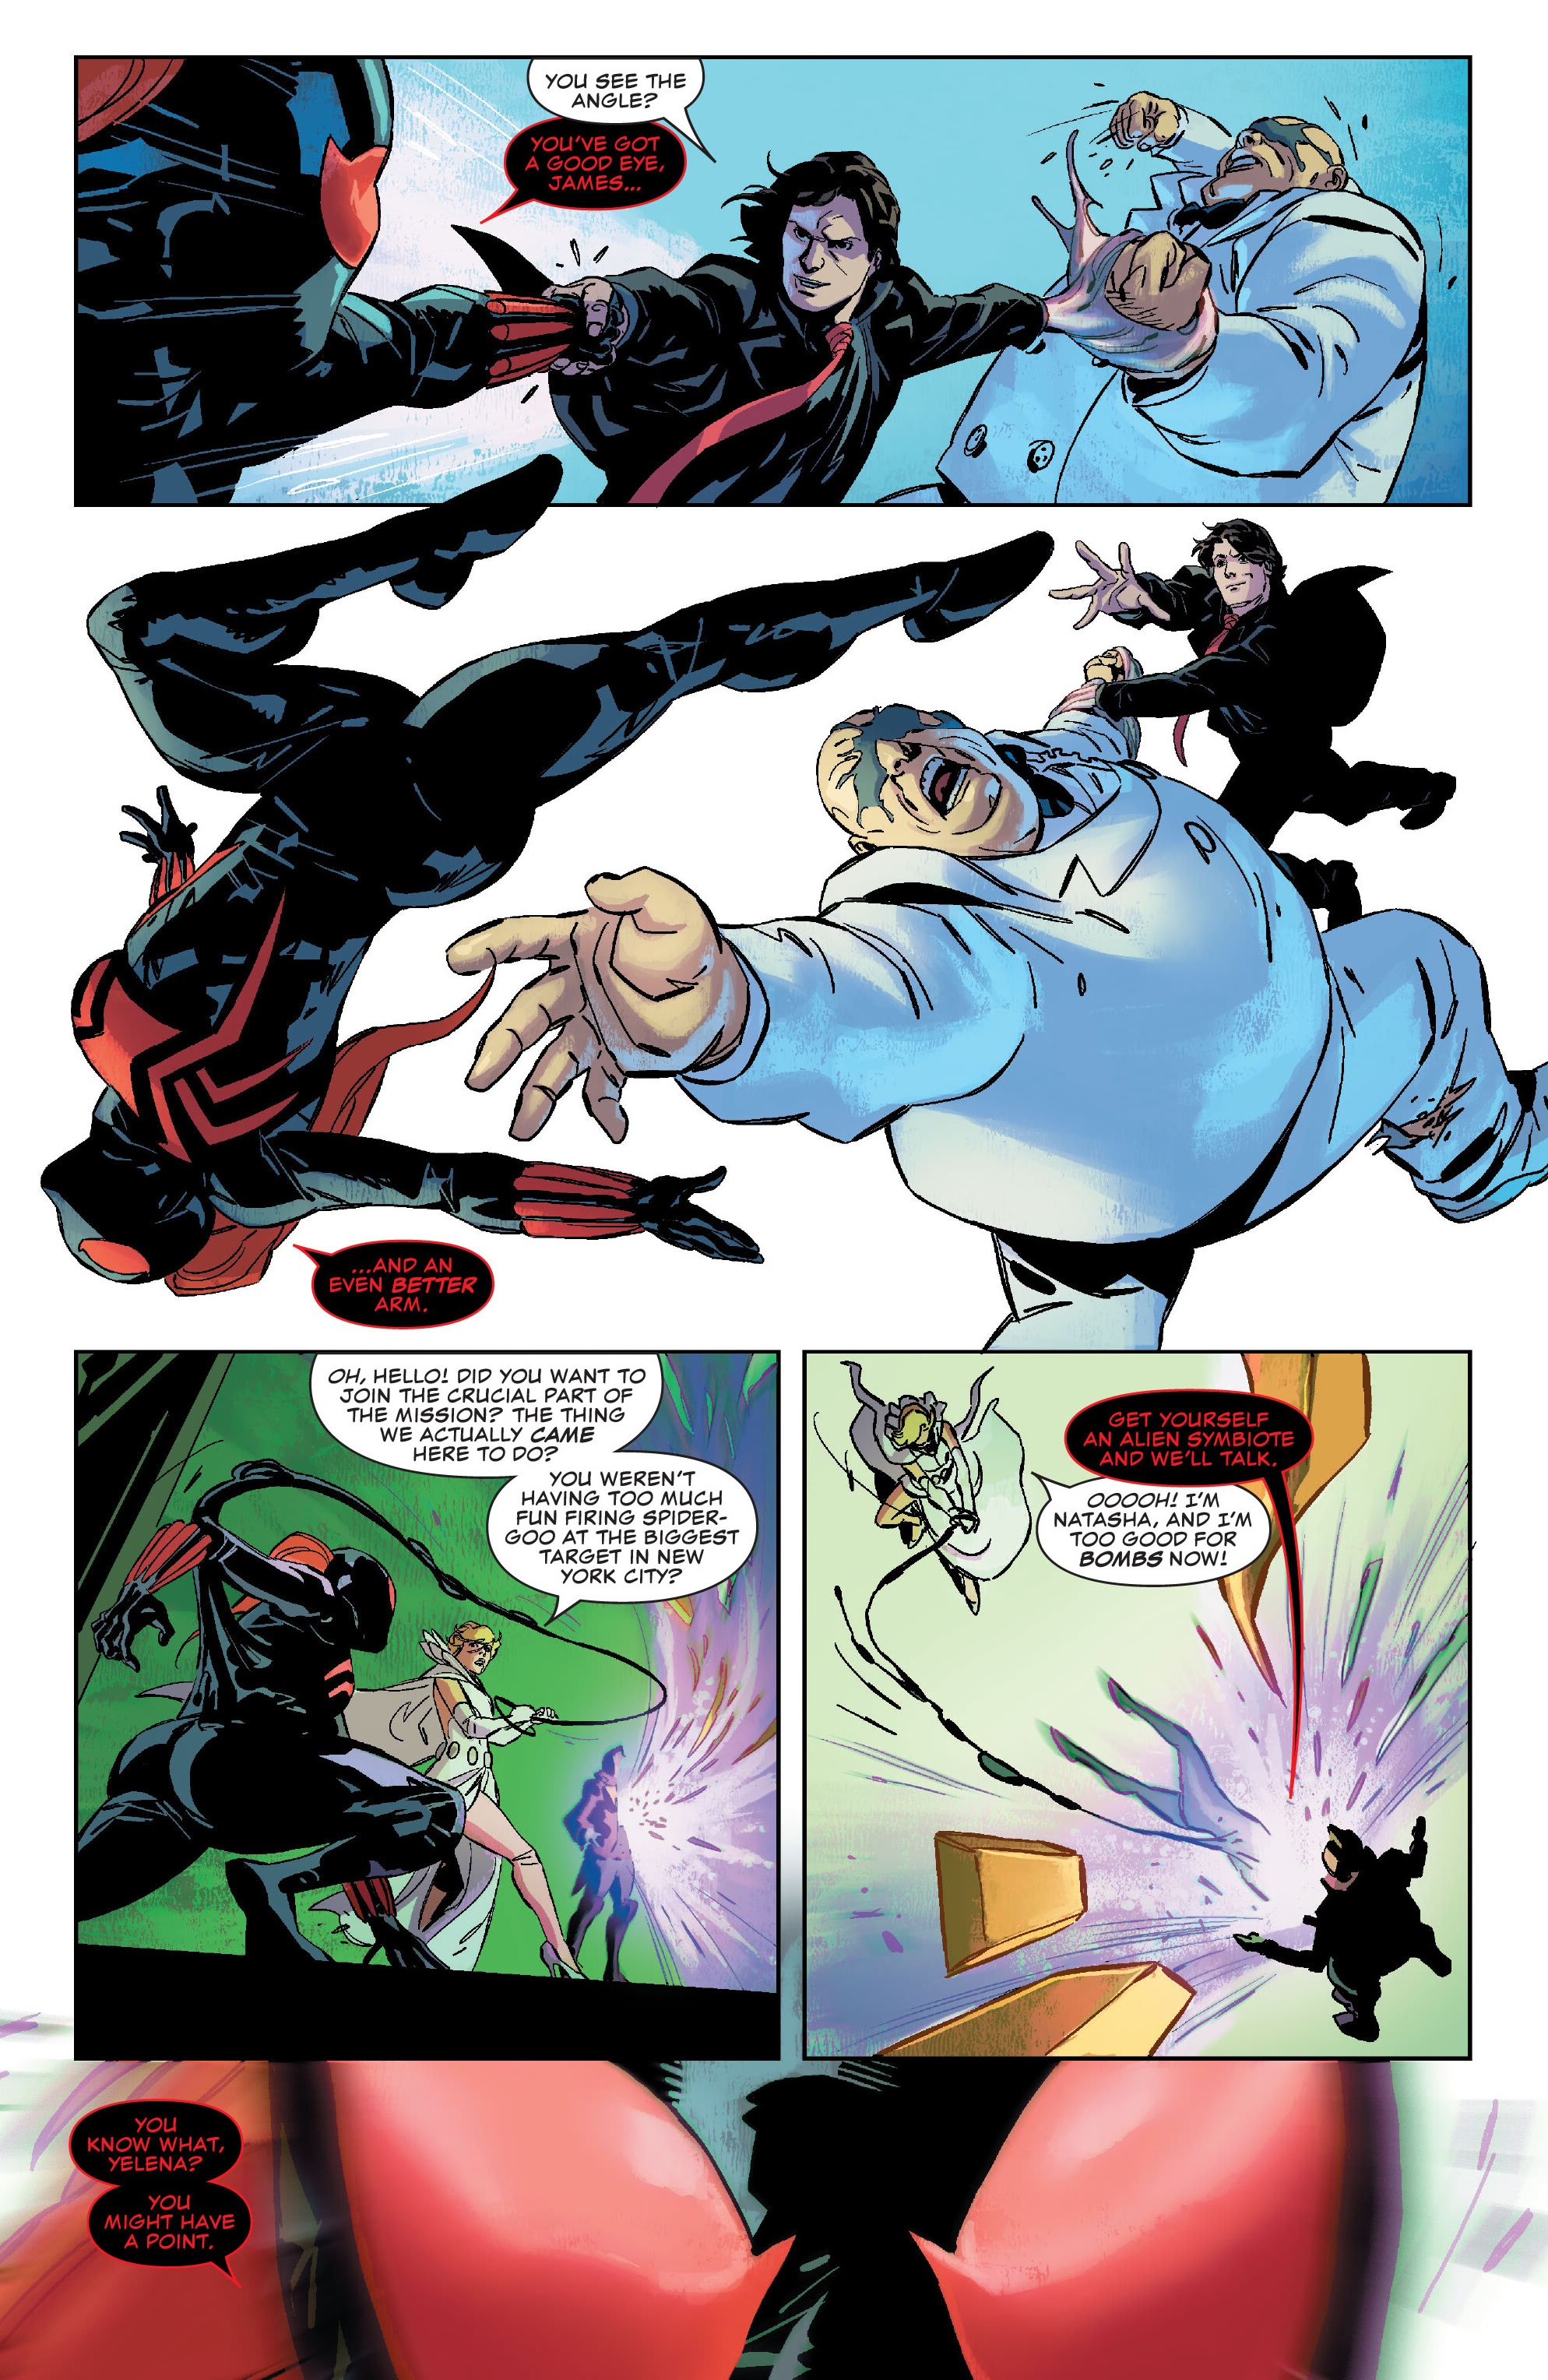 YOU SEE THE
ANGLE?
YOU'VE GOT
A GOOD EYE,
JAMES...
...AND AN
EVEN BETTER
ARM.
OH, HELLO! DID YOU WANT TO
JOIN THE CRUCIAL PART OF
THE MISSION? THE THING
WE ACTUALLY CAME
HERE TO DO?
YOU WEREN'T
HAVING TOO MUCH
FUN FIRING SPIDER-
GOO AT THE BIGGEST
TARGET IN NEW
YORK CITY?
GET YOURSELF
AN ALIEN SYMBIOTE
AND WE'LL TALK.
OOOOH! I'M
NATASHA, AND I'M
TOO GOOD FOR
BOMBS NOW!
YOU
KNOW WHAT,
YELENA?
YOU
MIGHT HAVE
A POINT.